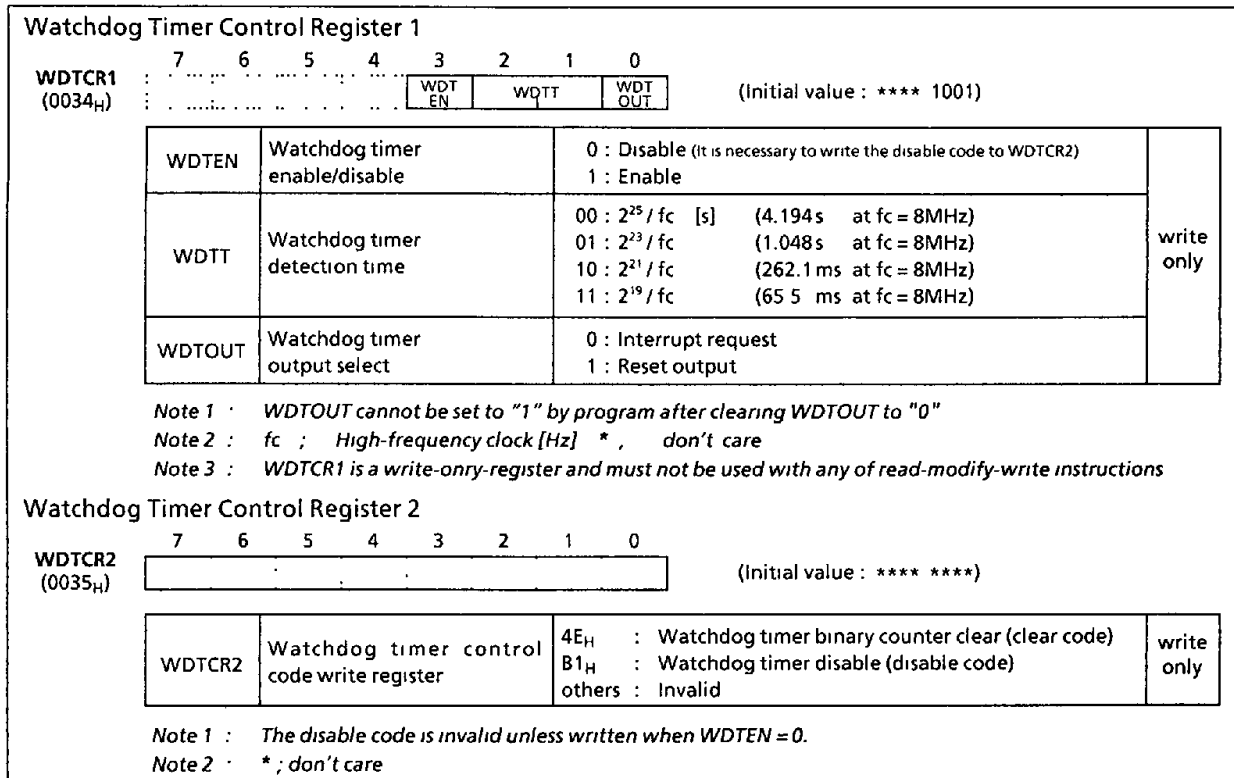 Watchdog Timer Control Register 1
7 6 5 4 3 2 1 0
WDTCR1 (0034H) WDT EN WDTT WDT OUT (Initial value : **** 1001)
WDTEN Watchdog timer enable/disable 0 : Disable (It is necessary to write the disable code to WDTCR2)
1 : Enable
WDTT Watchdog timer detection time 00 : 2²⁵ / fc [s] (4.194 s at fc = 8MHz)
01 : 2²³ / fc (1.048 s at fc = 8MHz)
10 : 2²¹ / fc (262.1 ms at fc = 8MHz)
11 : 2¹⁹ / fc (65 5 ms at fc = 8MHz)
write only
WDTOUT Watchdog timer output select 0 : Interrupt request
1 : Reset output
Note 1 · WDTOUT cannot be set to "1" by program after clearing WDTOUT to "0"
Note 2 : fc ; High-frequency clock [Hz] * , don't care
Note 3 : WDTCR1 is a write-onry-register and must not be used with any of read-modify-write instructions
Watchdog Timer Control Register 2
7 6 5 4 3 2 1 0
WDTCR2 (0035H) (Initial value : **** ****)
WDTCR2 Watchdog timer control code write register 4EH : Watchdog timer binary counter clear (clear code)
B1H : Watchdog timer disable (disable code)
others : Invalid
write only
Note 1 : The disable code is invalid unless written when WDTEN = 0.
Note 2 · * ; don't care